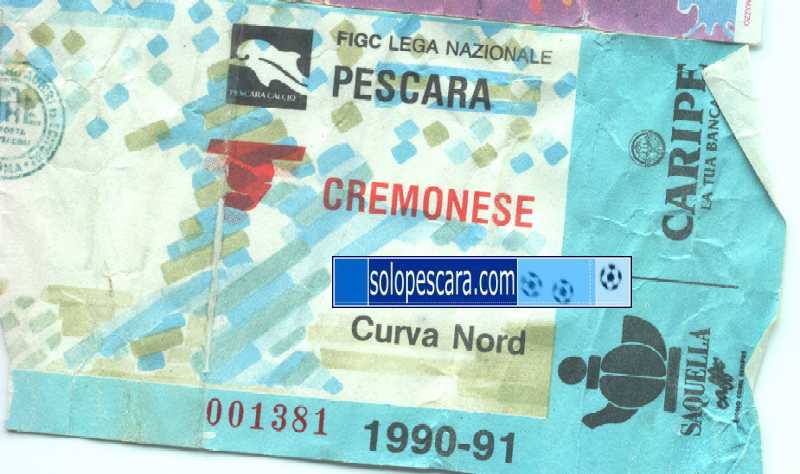 FIGC LEGA NAZIONALE
PESCARA
PESCARA CALCIO
CREMONESE
solopescara.com
Curva Nord
001381
1990-91
CARIPE
LA TUA BANCA
SAQUELLA
caffè